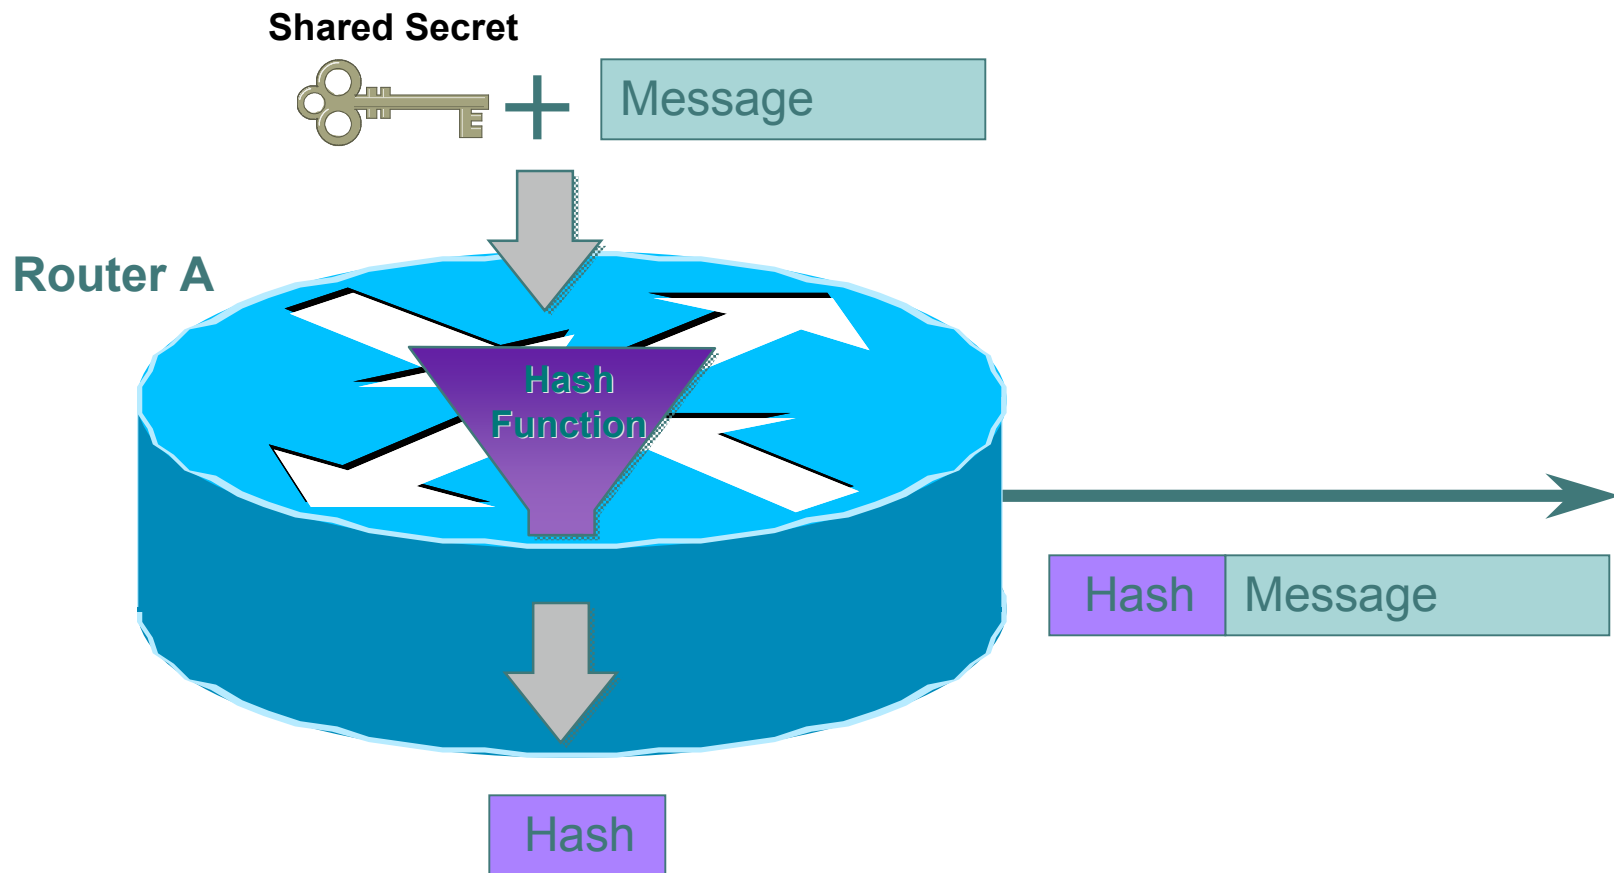 Shared Secret
Message
Router A
Hash
Function
Hash Message
Hash